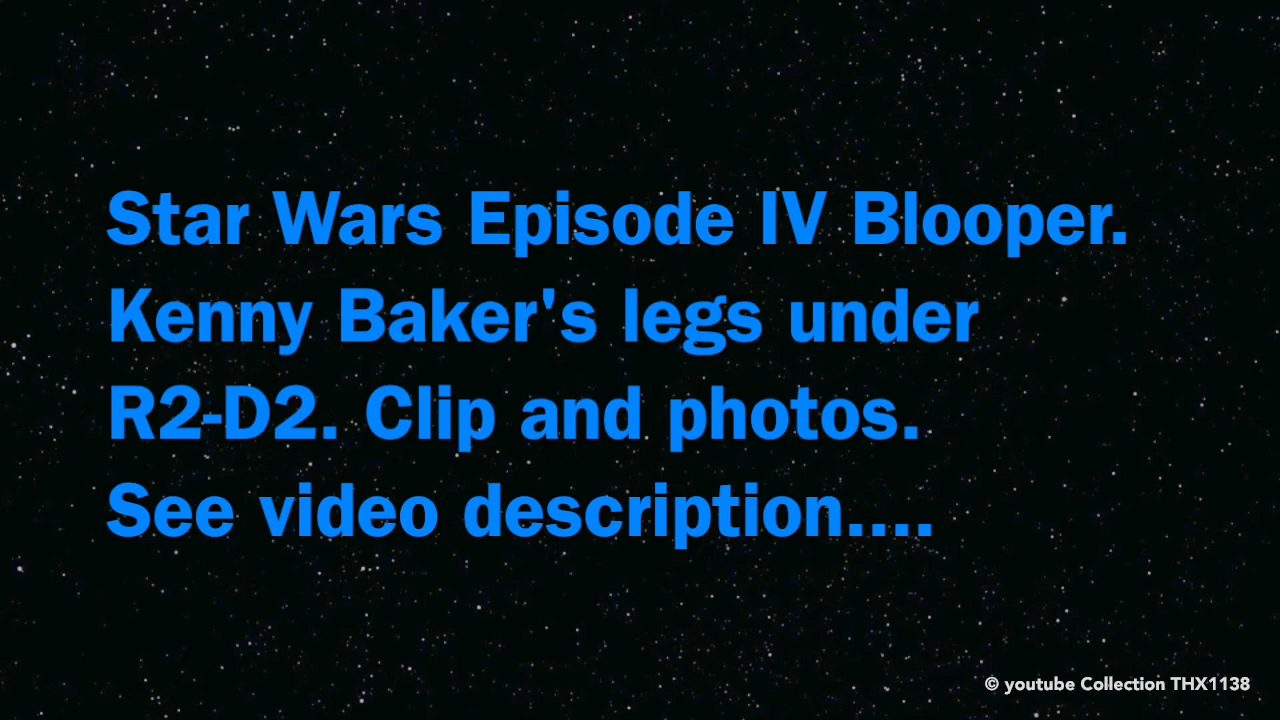 Star Wars Episode IV Blooper.
Kenny Baker's legs under
R2-D2. Clip and photos.
See video description....
© youtube Collection THX1138